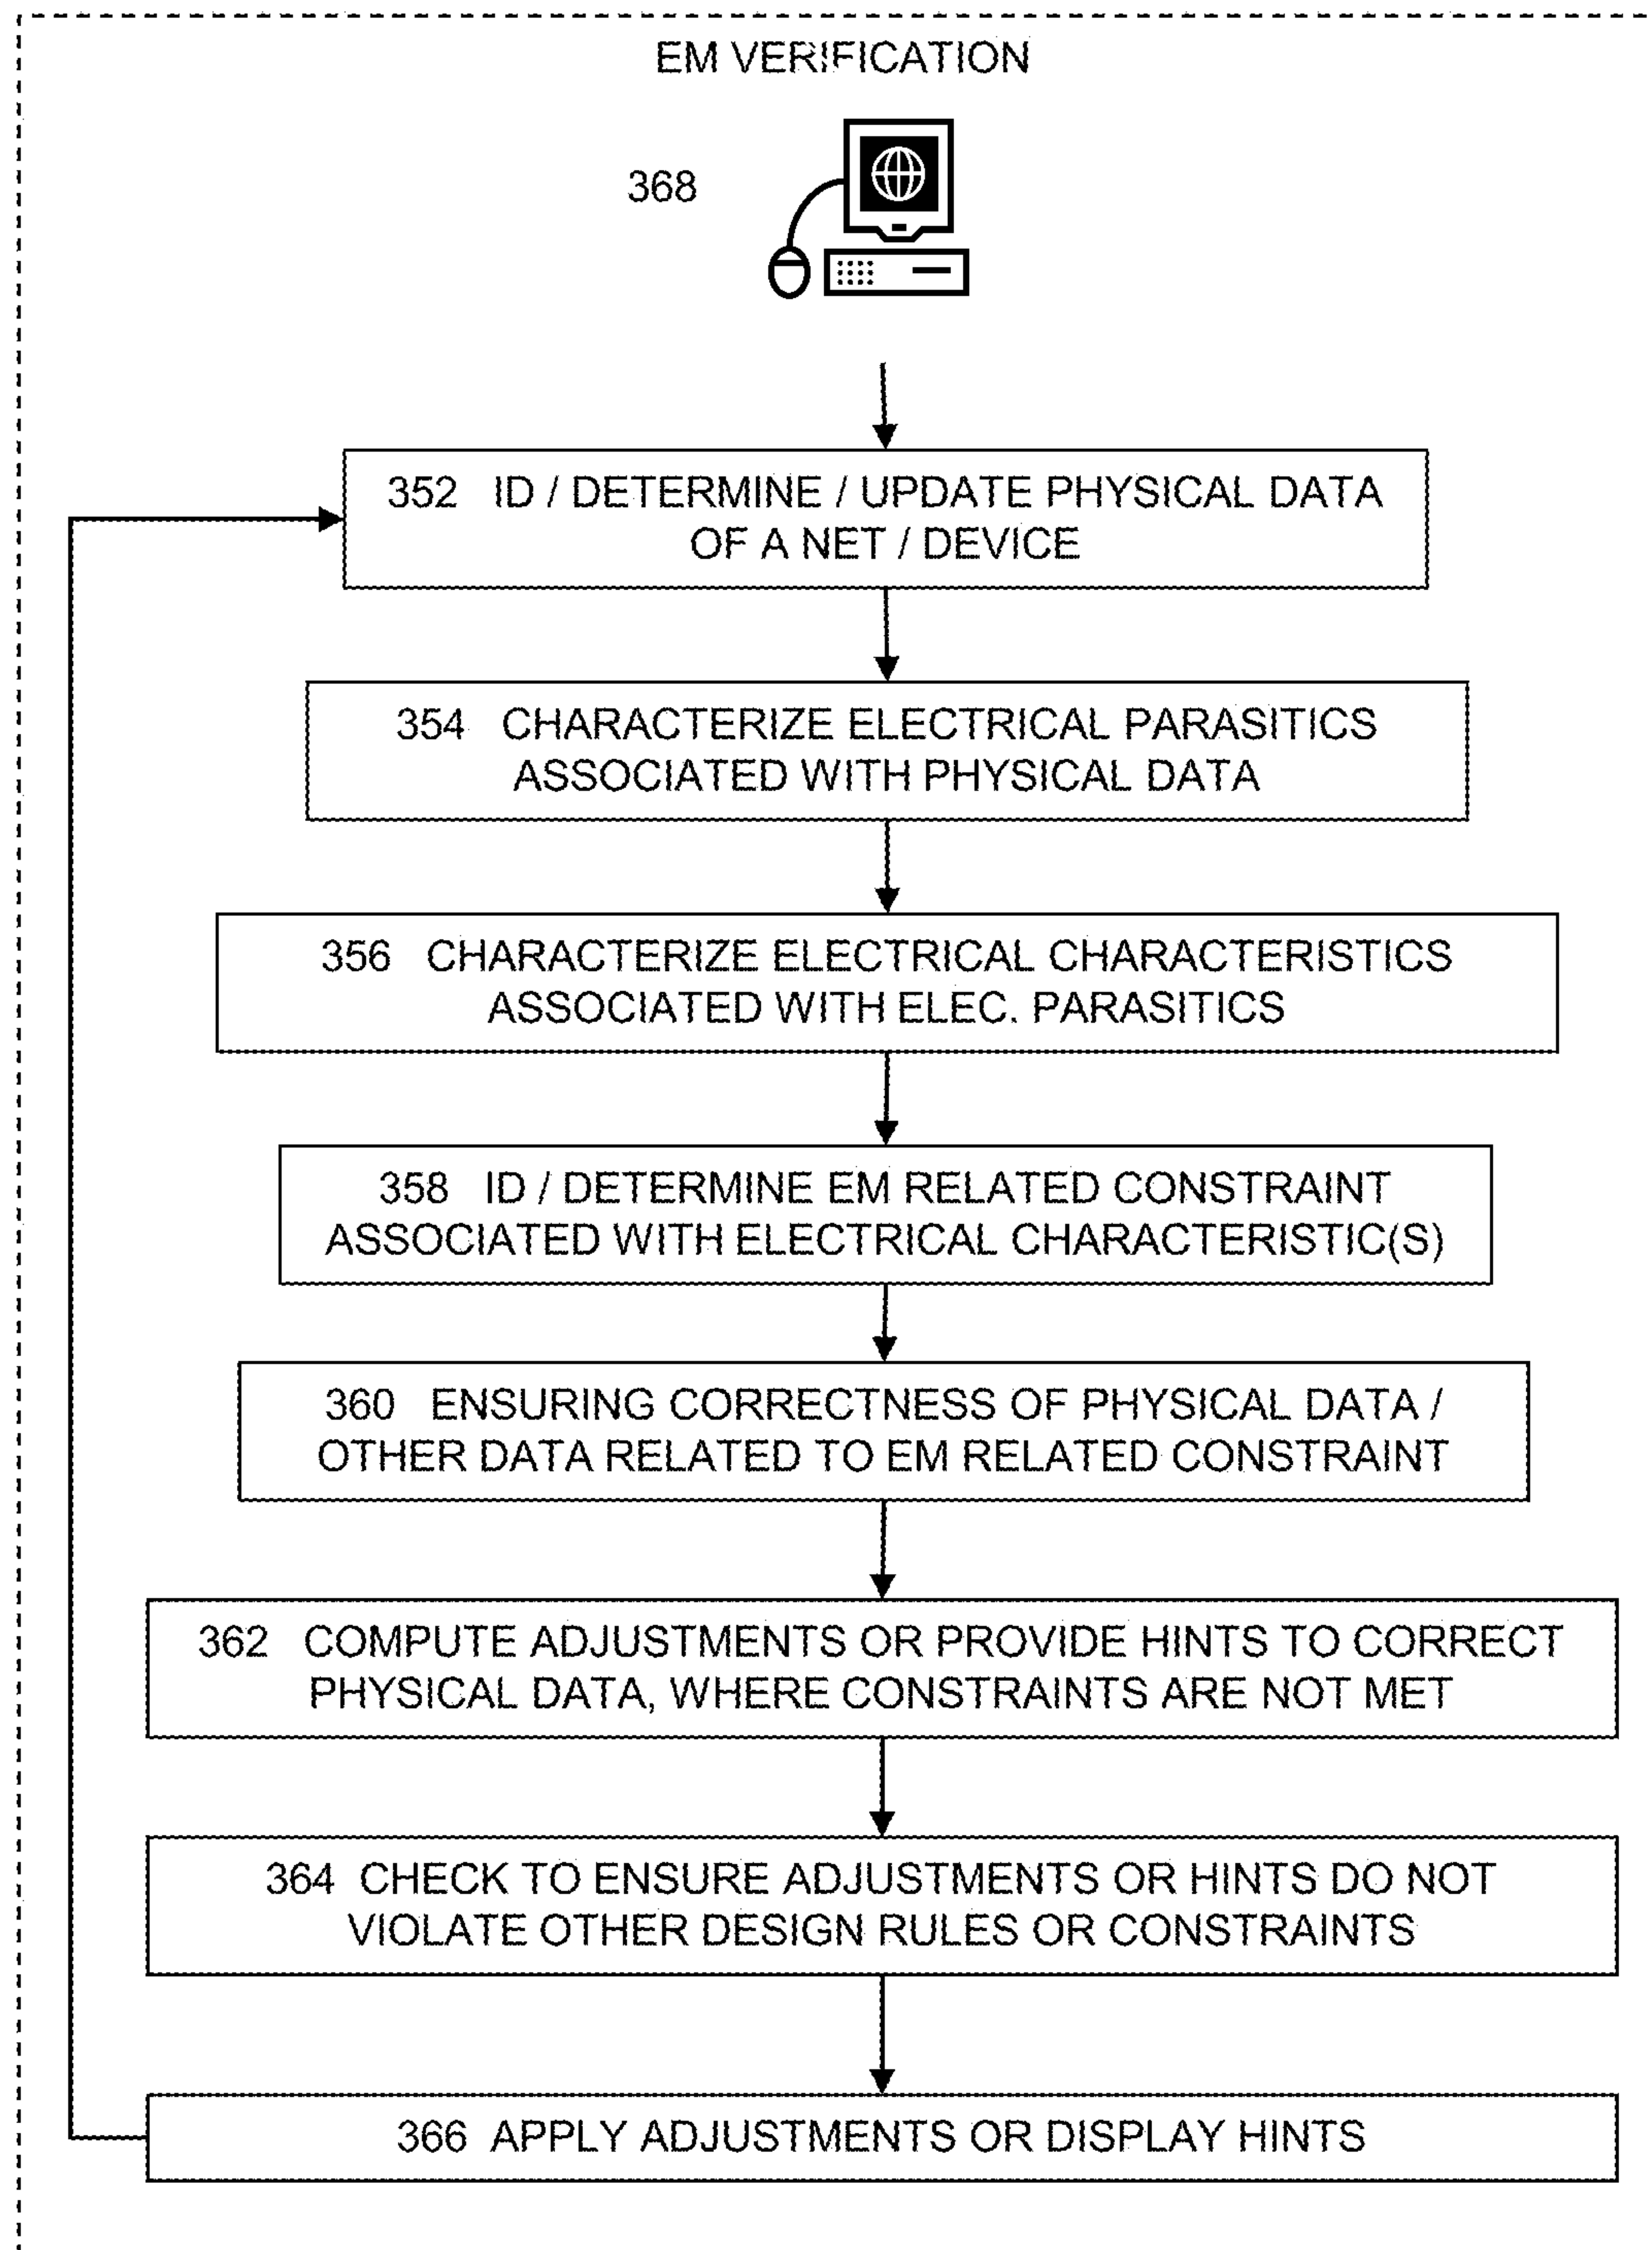 EM VERIFICATION
368
352 ID / DETERMINE / UPDATE PHYSICAL DATA
OF A NET / DEVICE
354 CHARACTERIZE ELECTRICAL PARASITICS
ASSOCIATED WITH PHYSICAL DATA
356 CHARACTERIZE ELECTRICAL CHARACTERISTICS
ASSOCIATED WITH ELEC. PARASITICS
358 ID / DETERMINE EM RELATED CONSTRAINT
ASSOCIATED WITH ELECTRICAL CHARACTERISTIC(S)
360 ENSURING CORRECTNESS OF PHYSICAL DATA /
OTHER DATA RELATED TO EM RELATED CONSTRAINT
362 COMPUTE ADJUSTMENTS OR PROVIDE HINTS TO CORRECT
PHYSICAL DATA, WHERE CONSTRAINTS ARE NOT MET
364 CHECK TO ENSURE ADJUSTMENTS OR HINTS DO NOT
VIOLATE OTHER DESIGN RULES OR CONSTRAINTS
366 APPLY ADJUSTMENTS OR DISPLAY HINTS